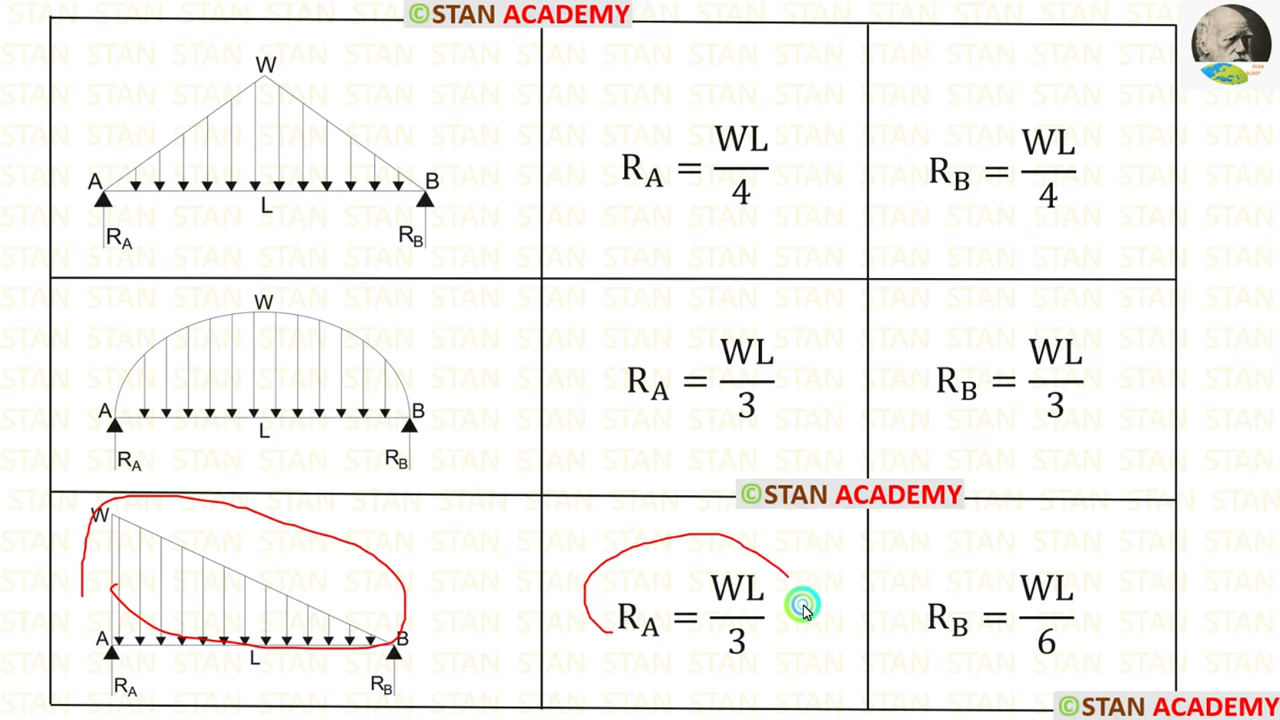 ©STAN ACADEMY
W
A
B
L
RA
RB
RA = WL/4
RB = WL/4
W
A
B
L
RA
RB
RA = WL/3
RB = WL/3
©STAN ACADEMY
W
A
B
L
RA
RB
RA = WL/3
RB = WL/6
©STAN ACADEMY